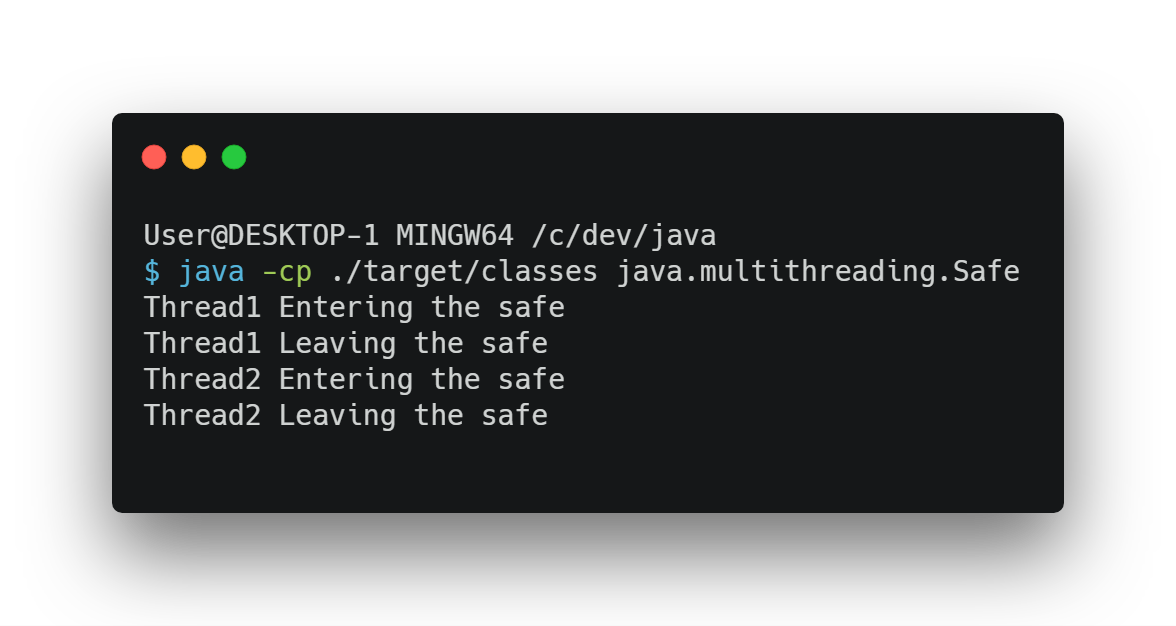 User@DESKTOP-1 MINGW64 /c/dev/java
$ java -cp ./target/classes java.multithreading.Safe
Thread1 Entering the safe
Thread1 Leaving the safe
Thread2 Entering the safe
Thread2 Leaving the safe